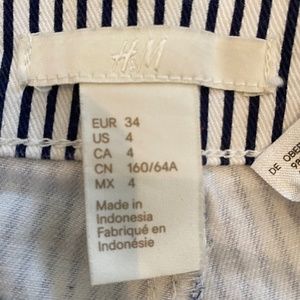 H&M
EUR 34
US 4
CA 4
CN 160/64A
MX 4
Made in
Indonesia
Fabriqué en
Indonésie
DE